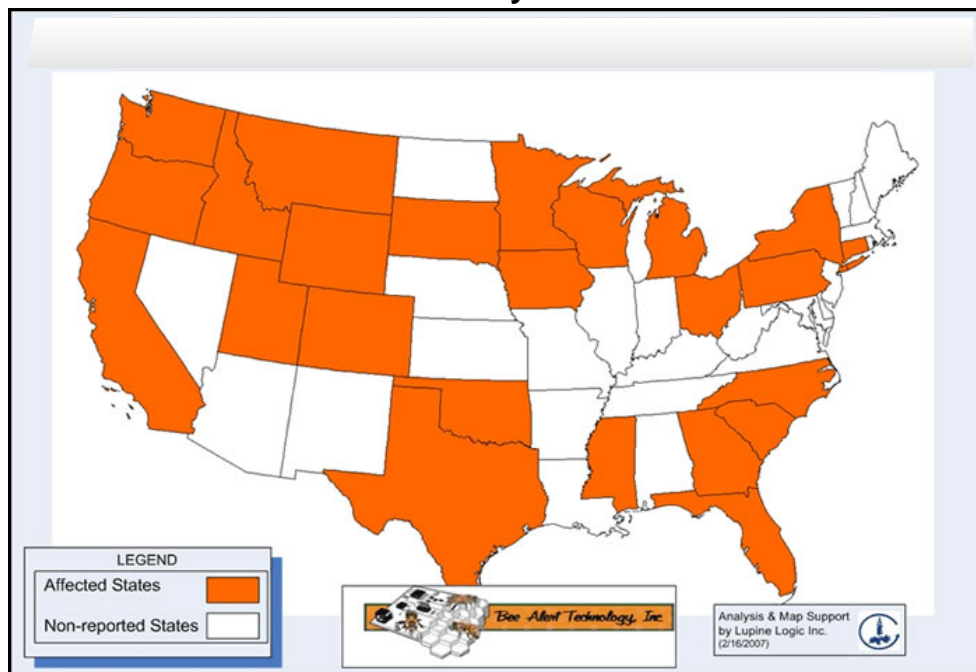 LEGEND
Affected States
Non-reported States
Bee Alert Technology, Inc.
Analysis & Map Support
by Lupine Logic Inc.
(2/16/2007)